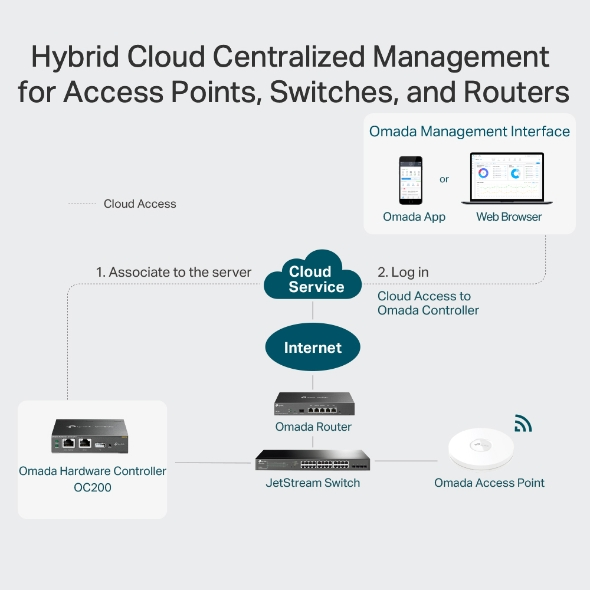 Hybrid Cloud Centralized Management
for Access Points, Switches, and Routers
Omada Management Interface
or
Omada App
Web Browser
Cloud Access
1. Associate to the server
Cloud
Service
2. Log in
Cloud Access to
Omada Controller
Internet
Omada Router
Omada Hardware Controller
OC200
JetStream Switch
Omada Access Point